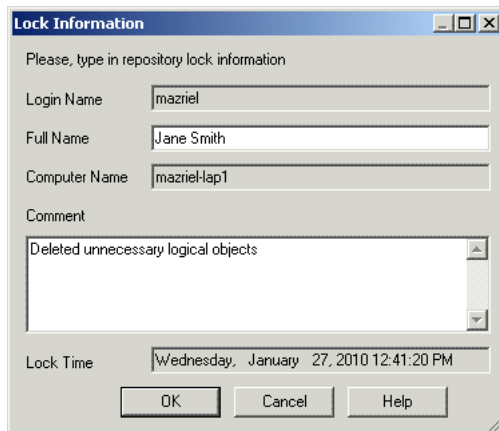 Lock Information
Please, type in repository lock information
Login Name mazriel
Full Name Jane Smith
Computer Name mazriel-lap1
Comment
Deleted unnecessary logical objects
Lock Time Wednesday, January 27, 2010 12:41:20 PM
OK Cancel Help